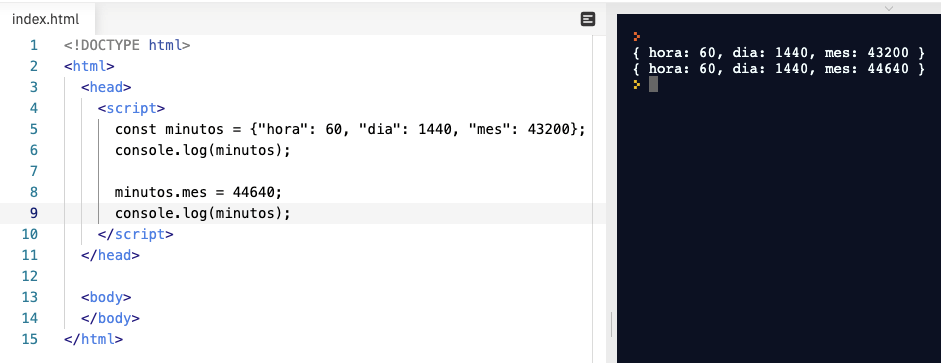 index.html
1 <!DOCTYPE html>
2 <html>
3 <head>
4 <script>
5 const minutos = {"hora": 60, "dia": 1440, "mes": 43200};
6 console.log(minutos);
7
8 minutos.mes = 44640;
9 console.log(minutos);
10 </script>
11 </head>
12
13 <body>
14 </body>
15 </html>
>
{ hora: 60, dia: 1440, mes: 43200 }
{ hora: 60, dia: 1440, mes: 44640 }
>